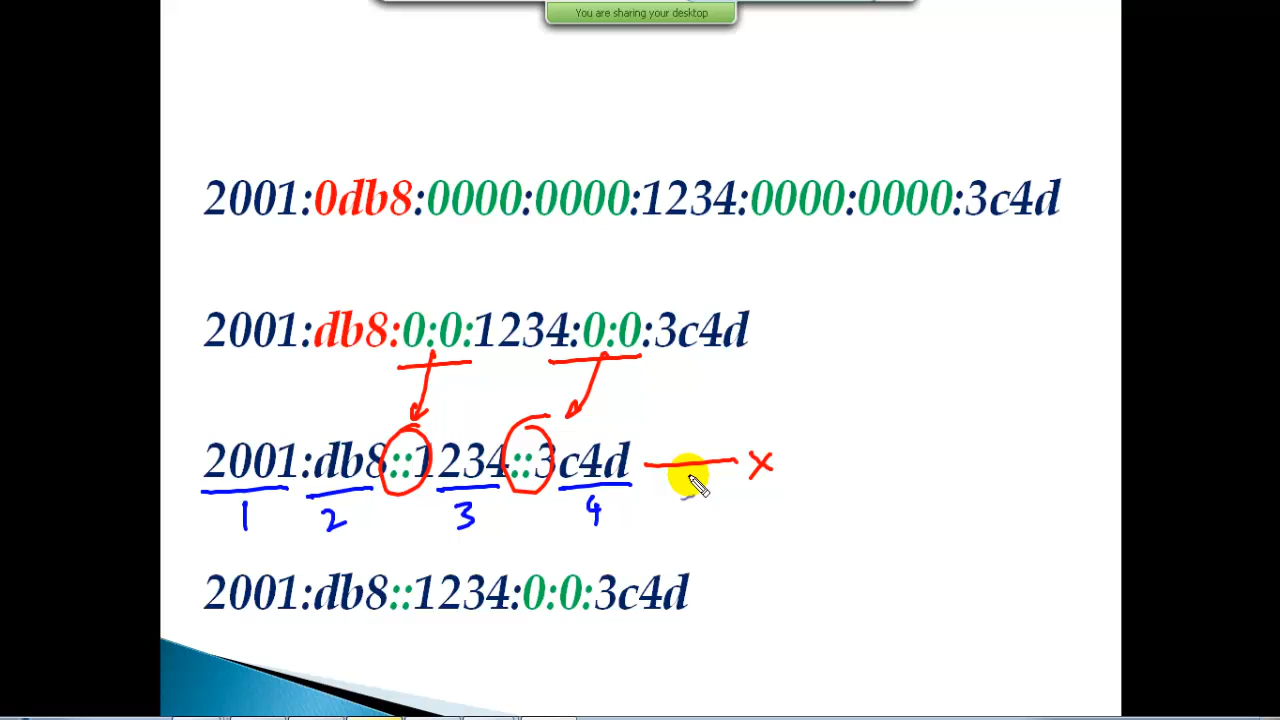 You are sharing your desktop
2001:0db8:0000:0000:1234:0000:0000:3c4d
2001:db8:0:0:1234:0:0:3c4d
2001:db8::1234::3c4d x
1 2 3 4
2001:db8::1234:0:0:3c4d